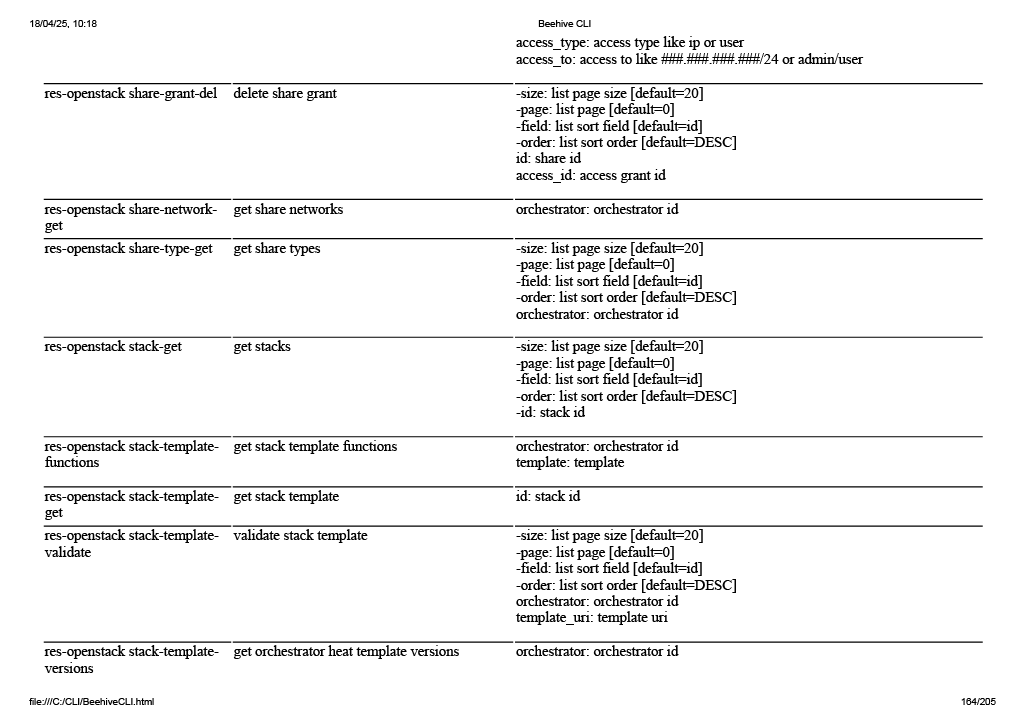 18/04/25, 10:18
Beehive CLI
access_type: access type like ip or user
access_to: access to like ###.###.###.###/24 or admin/user
res-openstack share-grant-del delete share grant -size: list page size [default=20]
-page: list page [default=0]
-field: list sort field [default=id]
-order: list sort order [default=DESC]
id: share id
access_id: access grant id
res-openstack share-network- get share networks orchestrator: orchestrator id
get
res-openstack share-type-get get share types -size: list page size [default=20]
-page: list page [default=0]
-field: list sort field [default=id]
-order: list sort order [default=DESC]
orchestrator: orchestrator id
res-openstack stack-get get stacks -size: list page size [default=20]
-page: list page [default=0]
-field: list sort field [default=id]
-order: list sort order [default=DESC]
-id: stack id
res-openstack stack-template- get stack template functions orchestrator: orchestrator id
functions template: template
res-openstack stack-template- get stack template id: stack id
get
res-openstack stack-template- validate stack template -size: list page size [default=20]
validate -page: list page [default=0]
-field: list sort field [default=id]
-order: list sort order [default=DESC]
orchestrator: orchestrator id
template_uri: template uri
res-openstack stack-template- get orchestrator heat template versions orchestrator: orchestrator id
versions
file:///C:/CLI/BeehiveCLI.html
164/205